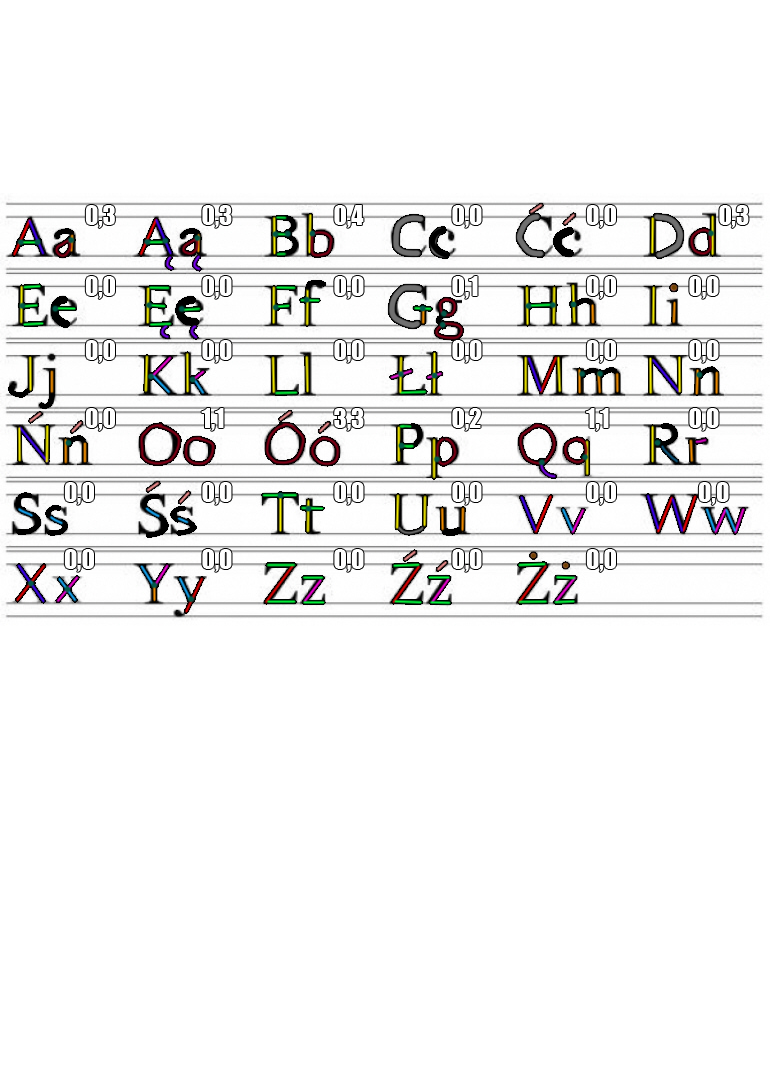 Aa 0,3 Ąą 0,3 Bb 0,4 Cc 0,0 Ćć 0,0 Dd 0,3
Ee 0,0 Ęę 0,0 Ff 0,0 Gg 0,1 Hh 0,0 Ii 0,0
Jj 0,0 Kk 0,0 Ll 0,0 Łł 0,0 Mm 0,0 Nn 0,0
Ńń 0,0 Oo 1,1 Óó 3,3 Pp 0,2 Qq 1,1 Rr 0,0
Ss 0,0 Śś 0,0 Tt 0,0 Uu 0,0 Vv 0,0 Ww 0,0
Xx 0,0 Yy 0,0 Zz 0,0 Źź 0,0 Żż 0,0